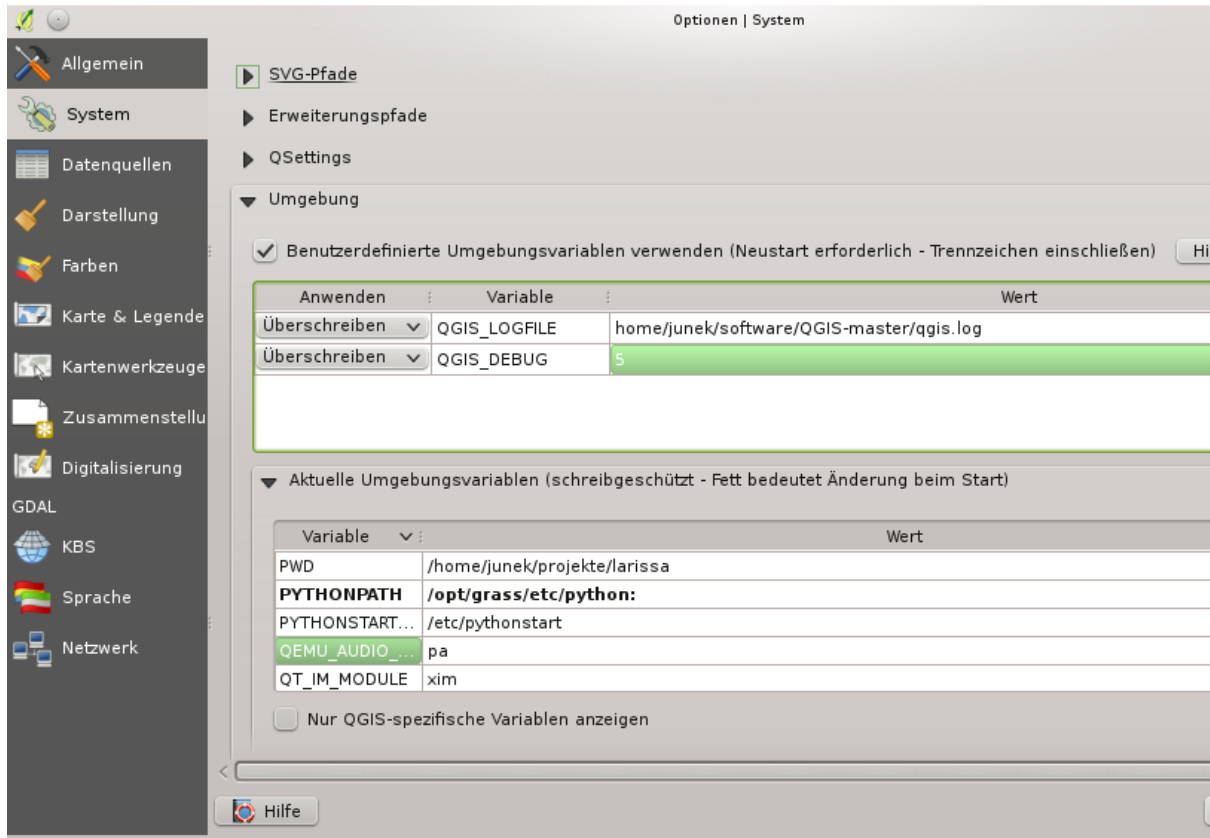 Optionen | System
Allgemein
System
Datenquellen
Darstellung
Farben
Karte & Legende
Kartenwerkzeuge
Zusammenstellu
Digitalisierung
GDAL
KBS
Sprache
Netzwerk
SVG-Pfade
Erweiterungspfade
QSettings
Umgebung
Benutzerdefinierte Umgebungsvariablen verwenden (Neustart erforderlich - Trennzeichen einschließen) Hi
Anwenden Variable Wert
Überschreiben QGIS_LOGFILE home/junek/software/QGIS-master/qgis.log
Überschreiben QGIS_DEBUG 5
Aktuelle Umgebungsvariablen (schreibgeschützt - Fett bedeutet Änderung beim Start)
Variable Wert
PWD /home/junek/projekte/larissa
PYTHONPATH /opt/grass/etc/python:
PYTHONSTART... /etc/pythonstart
QEMU_AUDIO_... pa
QT_IM_MODULE xim
Nur QGIS-spezifische Variablen anzeigen
Hilfe